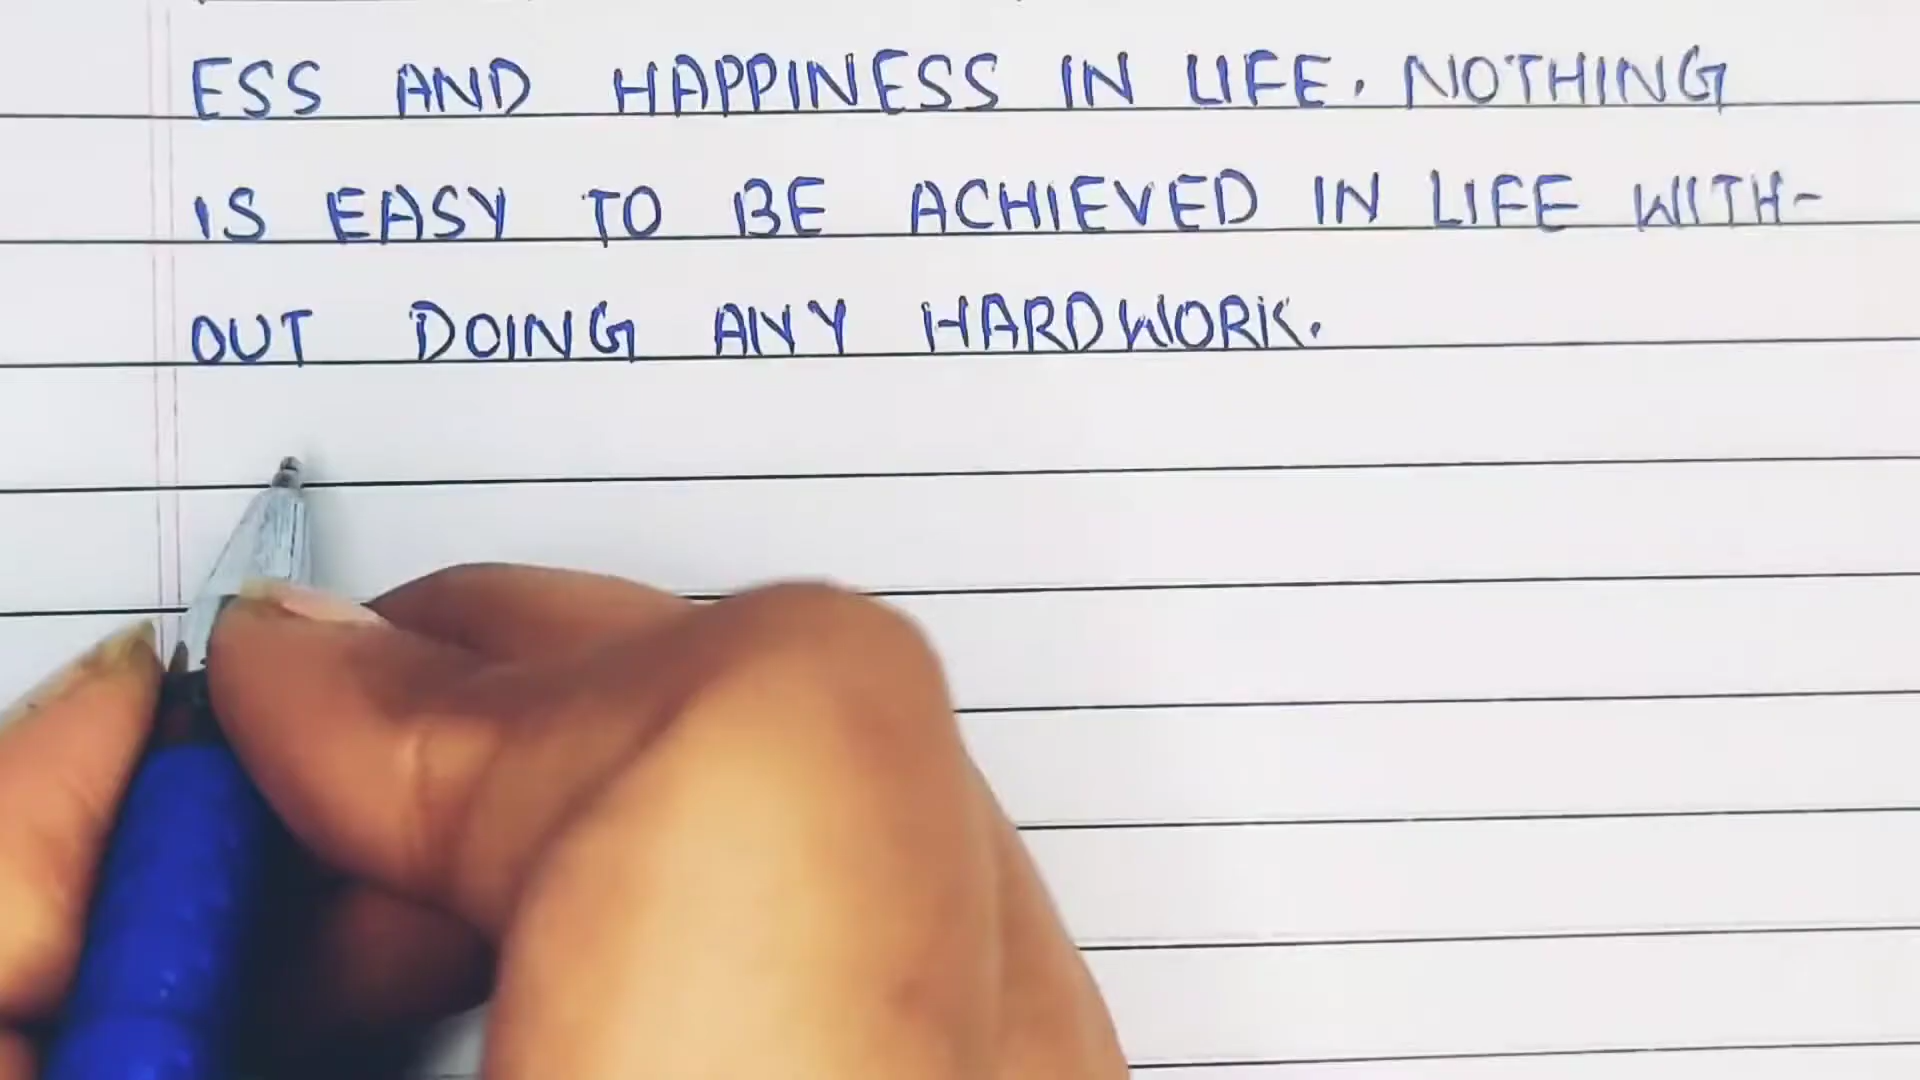 ESS AND HAPPINESS IN LIFE. NOTHING
IS EASY TO BE ACHIEVED IN LIFE WITH-
OUT DOING ANY HARDWORK.